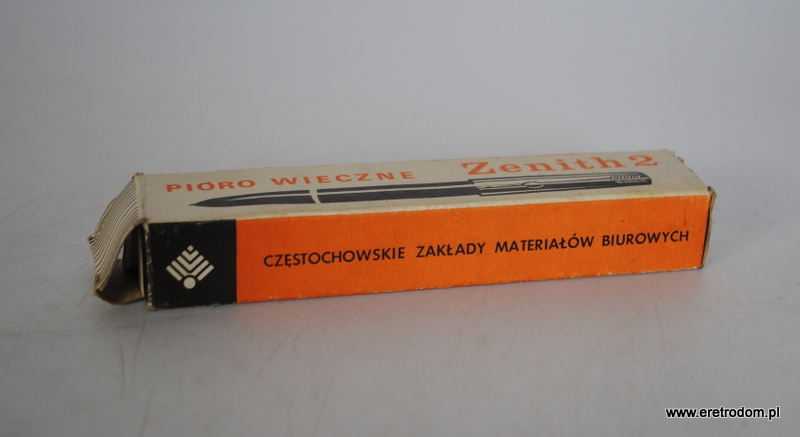 PIÓRO WIECZNE Zenith 2
CZĘSTOCHOWSKIE ZAKŁADY MATERIAŁÓW BIUROWYCH
www.eretrodom.pl